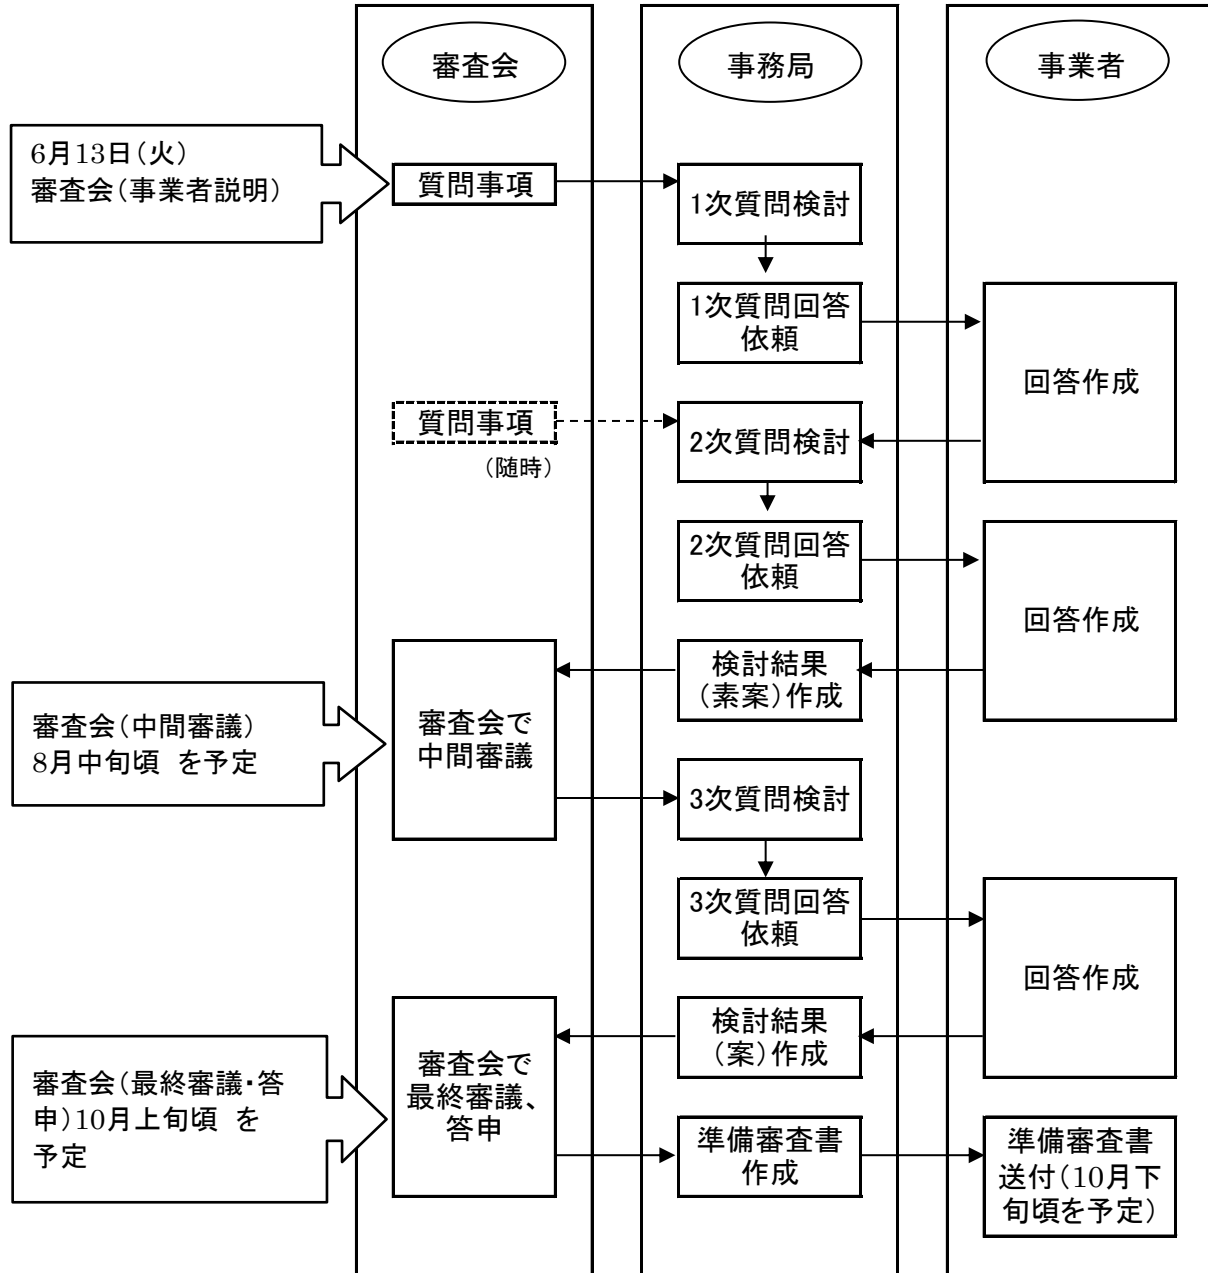 審査会
事務局
事業者
6月13日（火）
審査会（事業者説明）
質問事項
1次質問検討
1次質問回答
依頼
回答作成
質問事項
（随時）
2次質問検討
2次質問回答
依頼
回答作成
検討結果
（素案）作成
審査会（中間審議）
8月中旬頃 を予定
審査会で
中間審議
3次質問検討
3次質問回答
依頼
回答作成
検討結果
（案）作成
審査会（最終審議・答
申）10月上旬頃 を
予定
審査会で
最終審議、
答申
準備審査書
作成
準備審査書
送付（10月下
旬頃を予定）